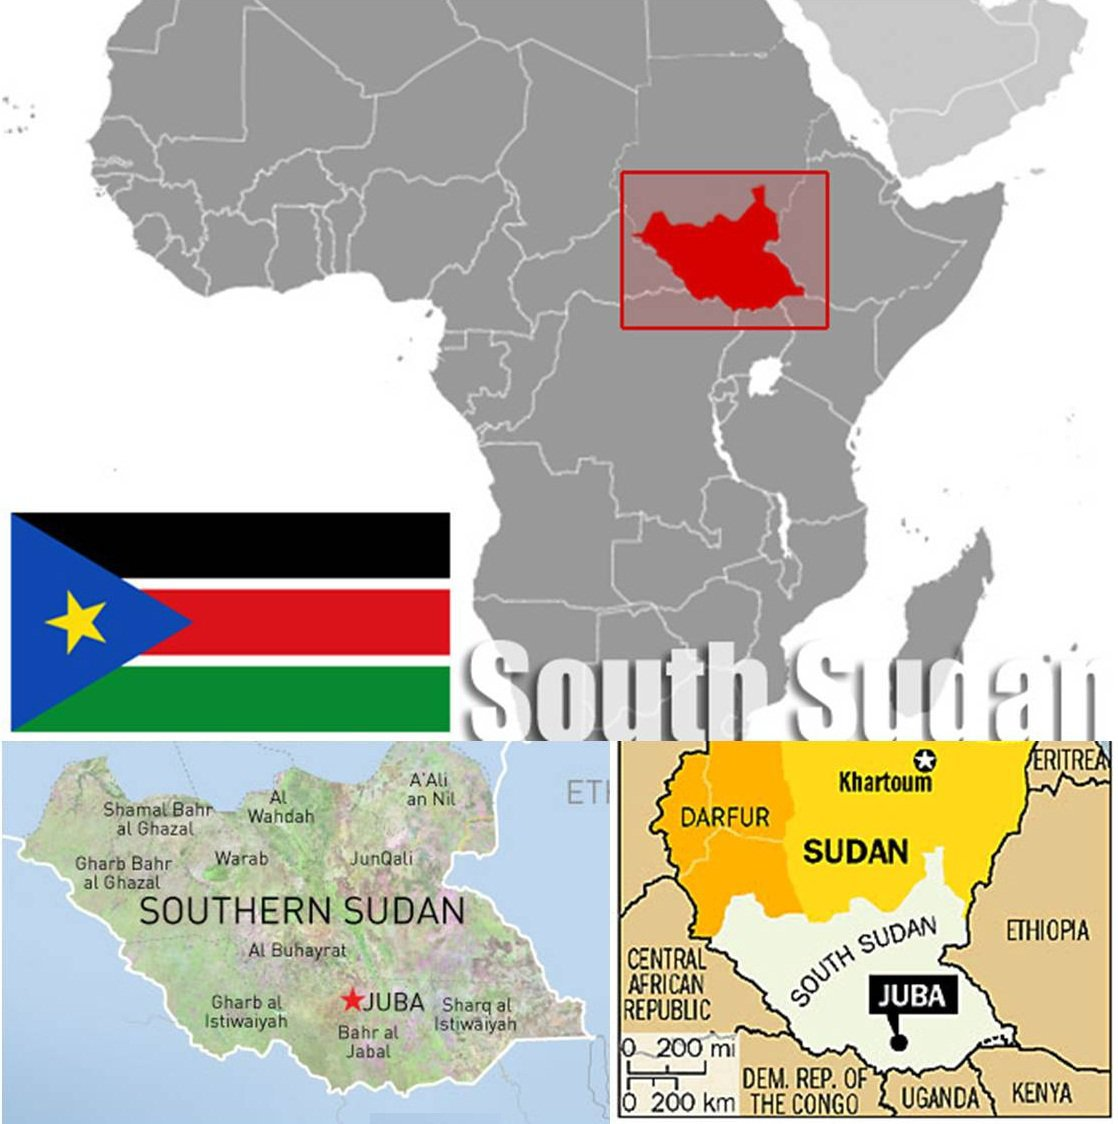 South Sudan
A'Ali
an Nil
ETH
Shamal Bahr
al Ghazal
Al
Wahdah
Gharb Bahr
al Ghazal
Warab
JunQali
SOUTHERN SUDAN
Al Buhayrat
Gharb al
Istiwaiyah
JUBA
Sharq al
Istiwaiyah
Bahr al
Jabal
ERITREA
Khartoum
DARFUR
SUDAN
SOUTH SUDAN
ETHIOPIA
CENTRAL
AFRICAN
REPUBLIC
JUBA
0 200 mi
0 200 km
DEM. REP. OF
THE CONGO
UGANDA
KENYA